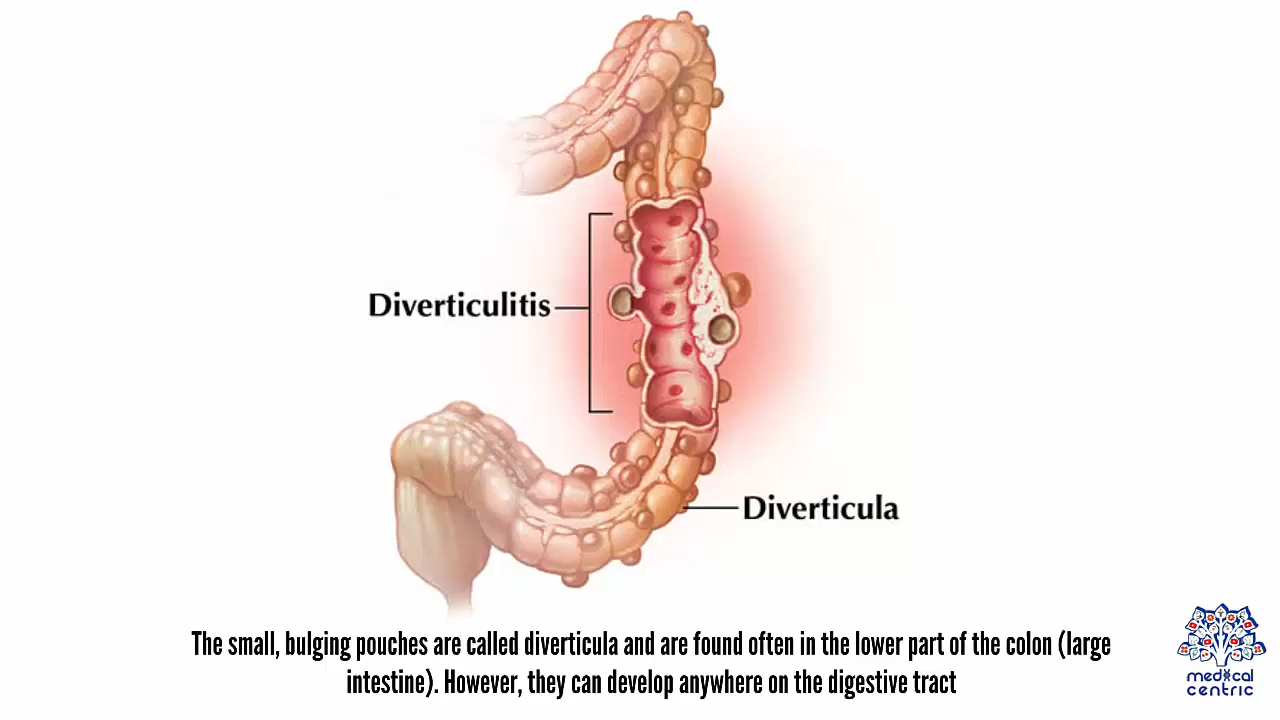 Diverticulitis
Diverticula
The small, bulging pouches are called diverticula and are found often in the lower part of the colon (large
intestine). However, they can develop anywhere on the digestive tract
medical
centric